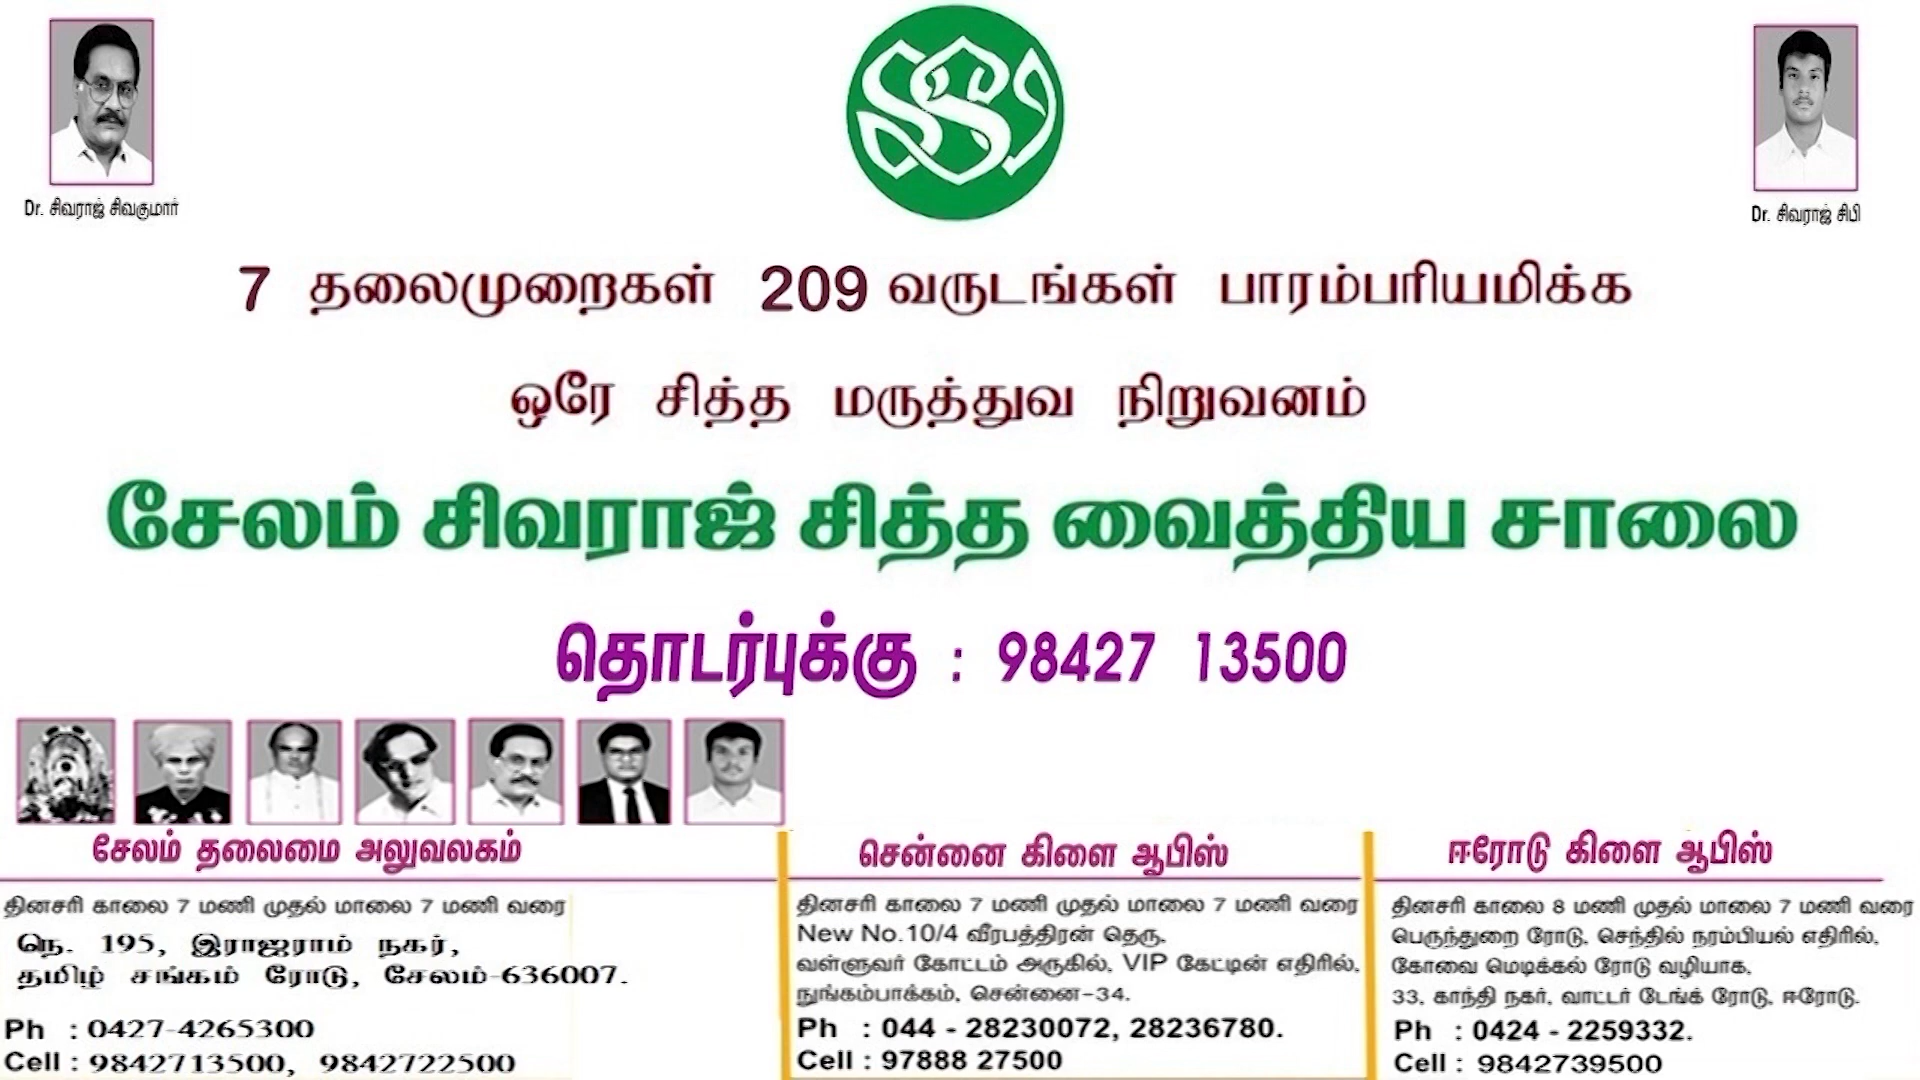 SSI
Dr. சிவராஜ் சிவகுமார்
Dr. சிவராஜ் சிபி
7 தலைமுறைகள் 209 வருடங்கள் பாரம்பரியமிக்க
ஒரே சித்த மருத்துவ நிறுவனம்
சேலம் சிவராஜ் சித்த வைத்திய சாலை
தொடர்புக்கு : 98427 13500
சேலம் தலைமை அலுவலகம்
தினசரி காலை 7 மணி முதல் மாலை 7 மணி வரை
நெ. 195, இராஜராம் நகர்,
தமிழ் சங்கம் ரோடு, சேலம்-636007.
Ph : 0427-4265300
Cell : 9842713500, 9842722500
சென்னை கிளை ஆபிஸ்
தினசரி காலை 7 மணி முதல் மாலை 7 மணி வரை
New No.10/4 வீரபத்திரன் தெரு,
வள்ளுவர் கோட்டம் அருகில், VIP கேட்டின் எதிரில்,
நுங்கம்பாக்கம், சென்னை-34.
Ph : 044 - 28230072, 28236780.
Cell : 97888 27500
ஈரோடு கிளை ஆபிஸ்
தினசரி காலை 8 மணி முதல் மாலை 7 மணி வரை
பெருந்துறை ரோடு, செந்தில் நரம்பியல் எதிரில்,
கோவை மெடிக்கல் ரோடு வழியாக,
33, காந்தி நகர், வாட்டர் டேங்க் ரோடு, ஈரோடு.
Ph : 0424 - 2259332.
Cell : 9842739500